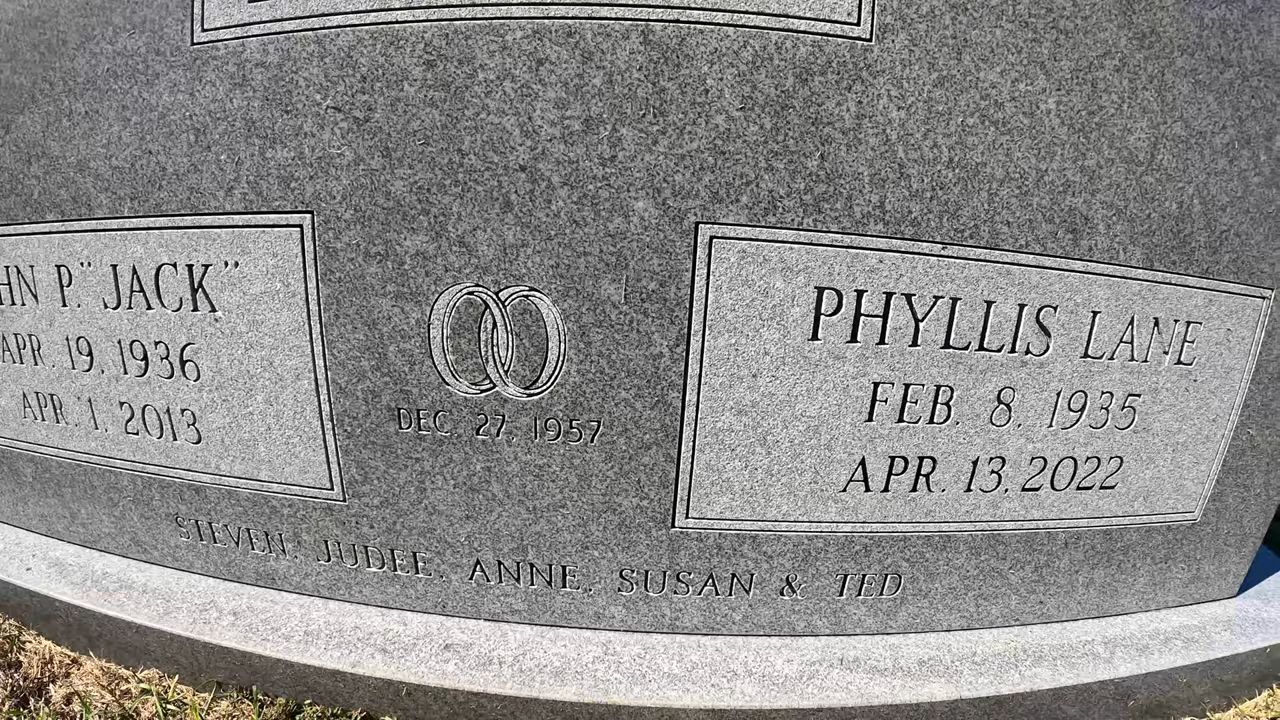 HN P. "JACK"
APR. 19, 1936
APR. 1, 2013
DEC. 27, 1957
PHYLLIS LANE
FEB. 8, 1935
APR. 13, 2022
STEVEN, JUDEE, ANNE, SUSAN & TED